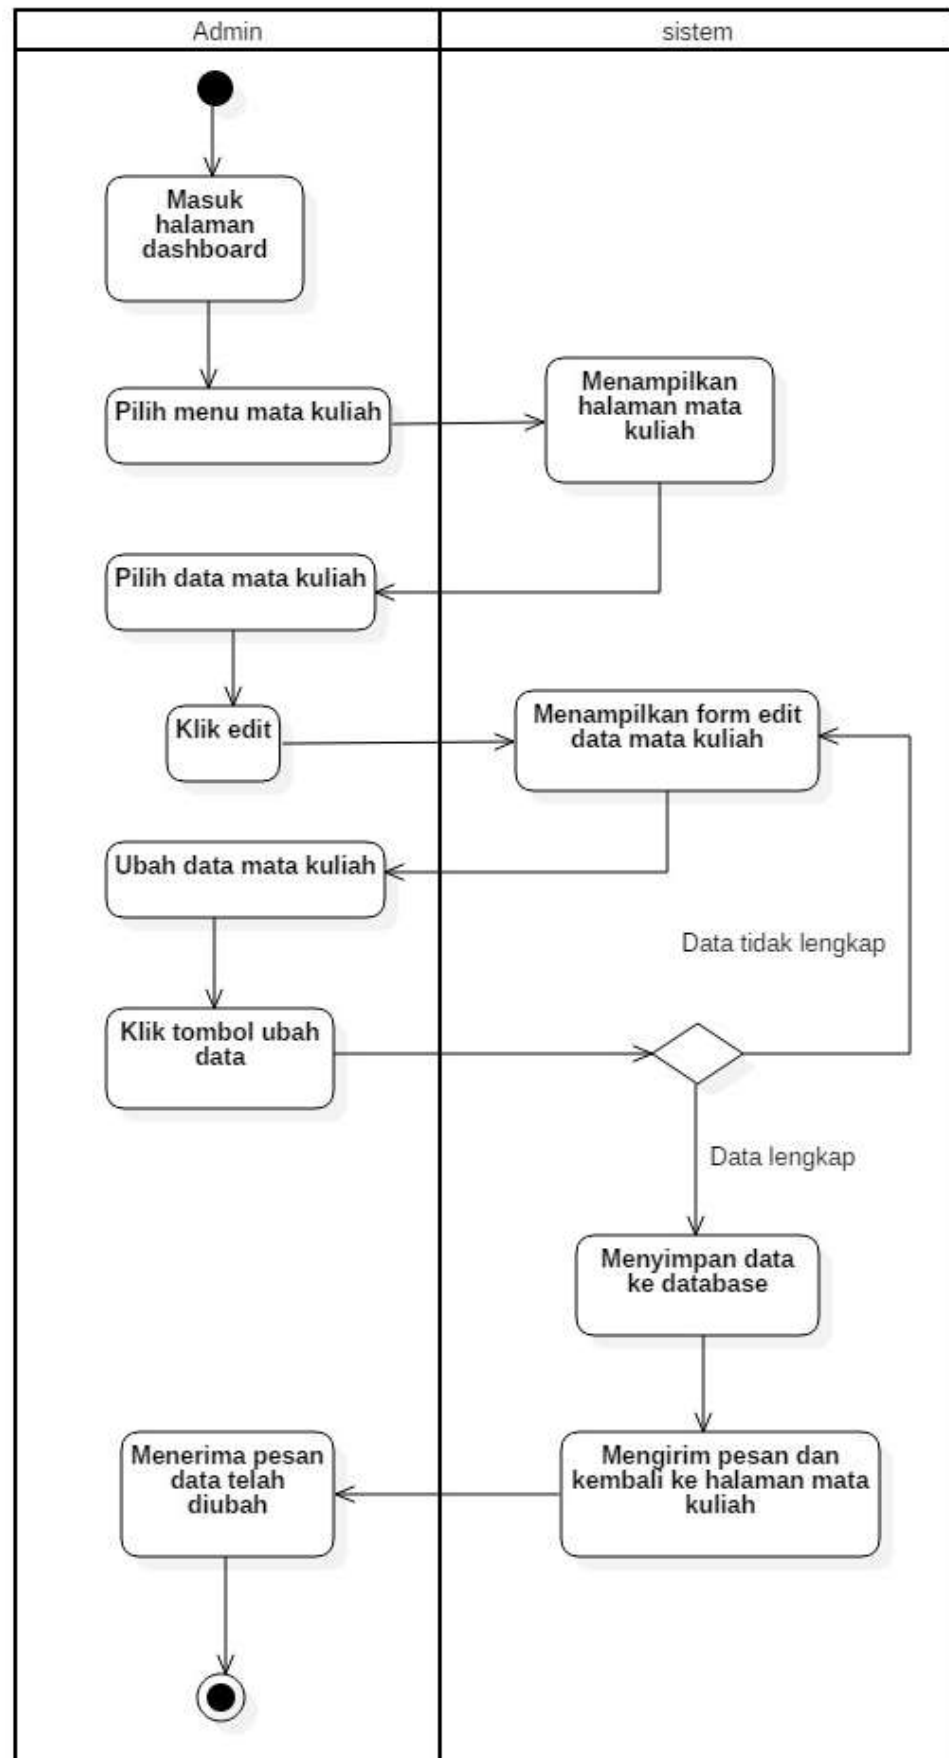 Admin
sistem
Masuk
halaman
dashboard
Pilih menu mata kuliah
Menampilkan
halaman mata
kuliah
Pilih data mata kuliah
Klik edit
Menampilkan form edit
data mata kuliah
Ubah data mata kuliah
Data tidak lengkap
Klik tombol ubah
data
Data lengkap
Menyimpan data
ke database
Mengirim pesan dan
kembali ke halaman mata
kuliah
Menerima pesan
data telah
diubah